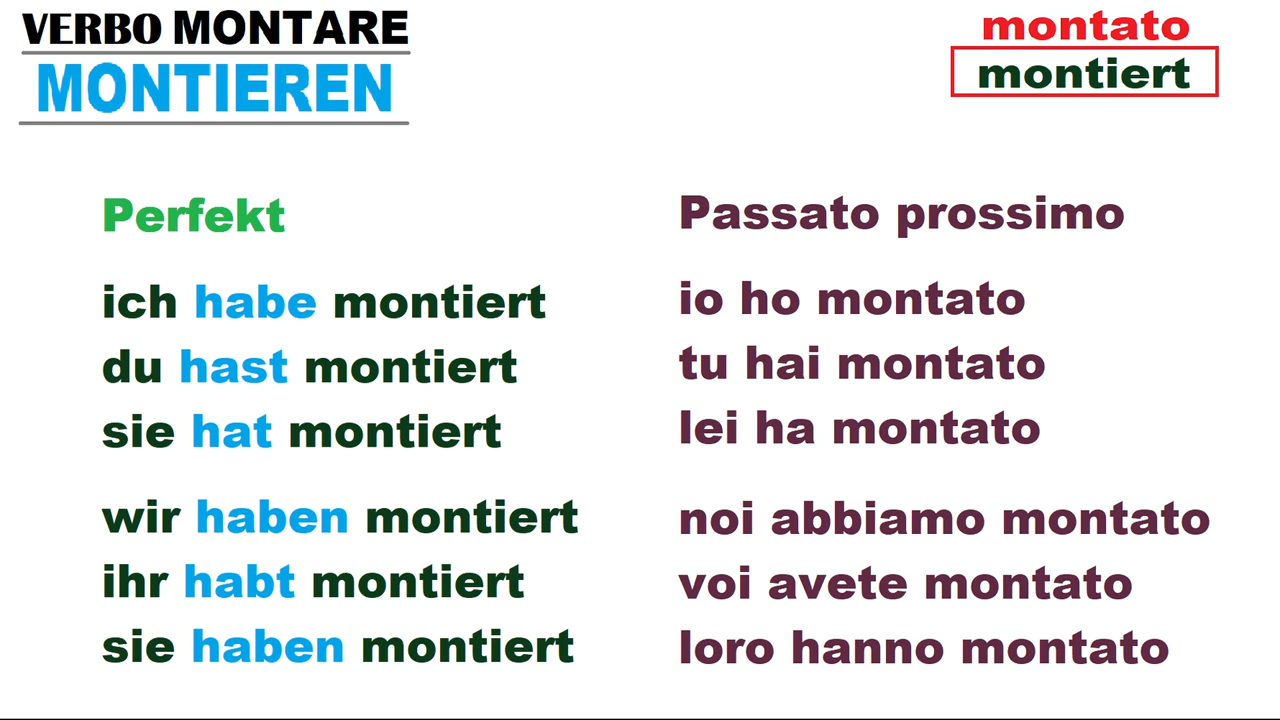 VERBO MONTARE
MONTIEREN
montato
montiert
Perfekt
ich habe montiert
du hast montiert
sie hat montiert
wir haben montiert
ihr habt montiert
sie haben montiert
Passato prossimo
io ho montato
tu hai montato
lei ha montato
noi abbiamo montato
voi avete montato
loro hanno montato